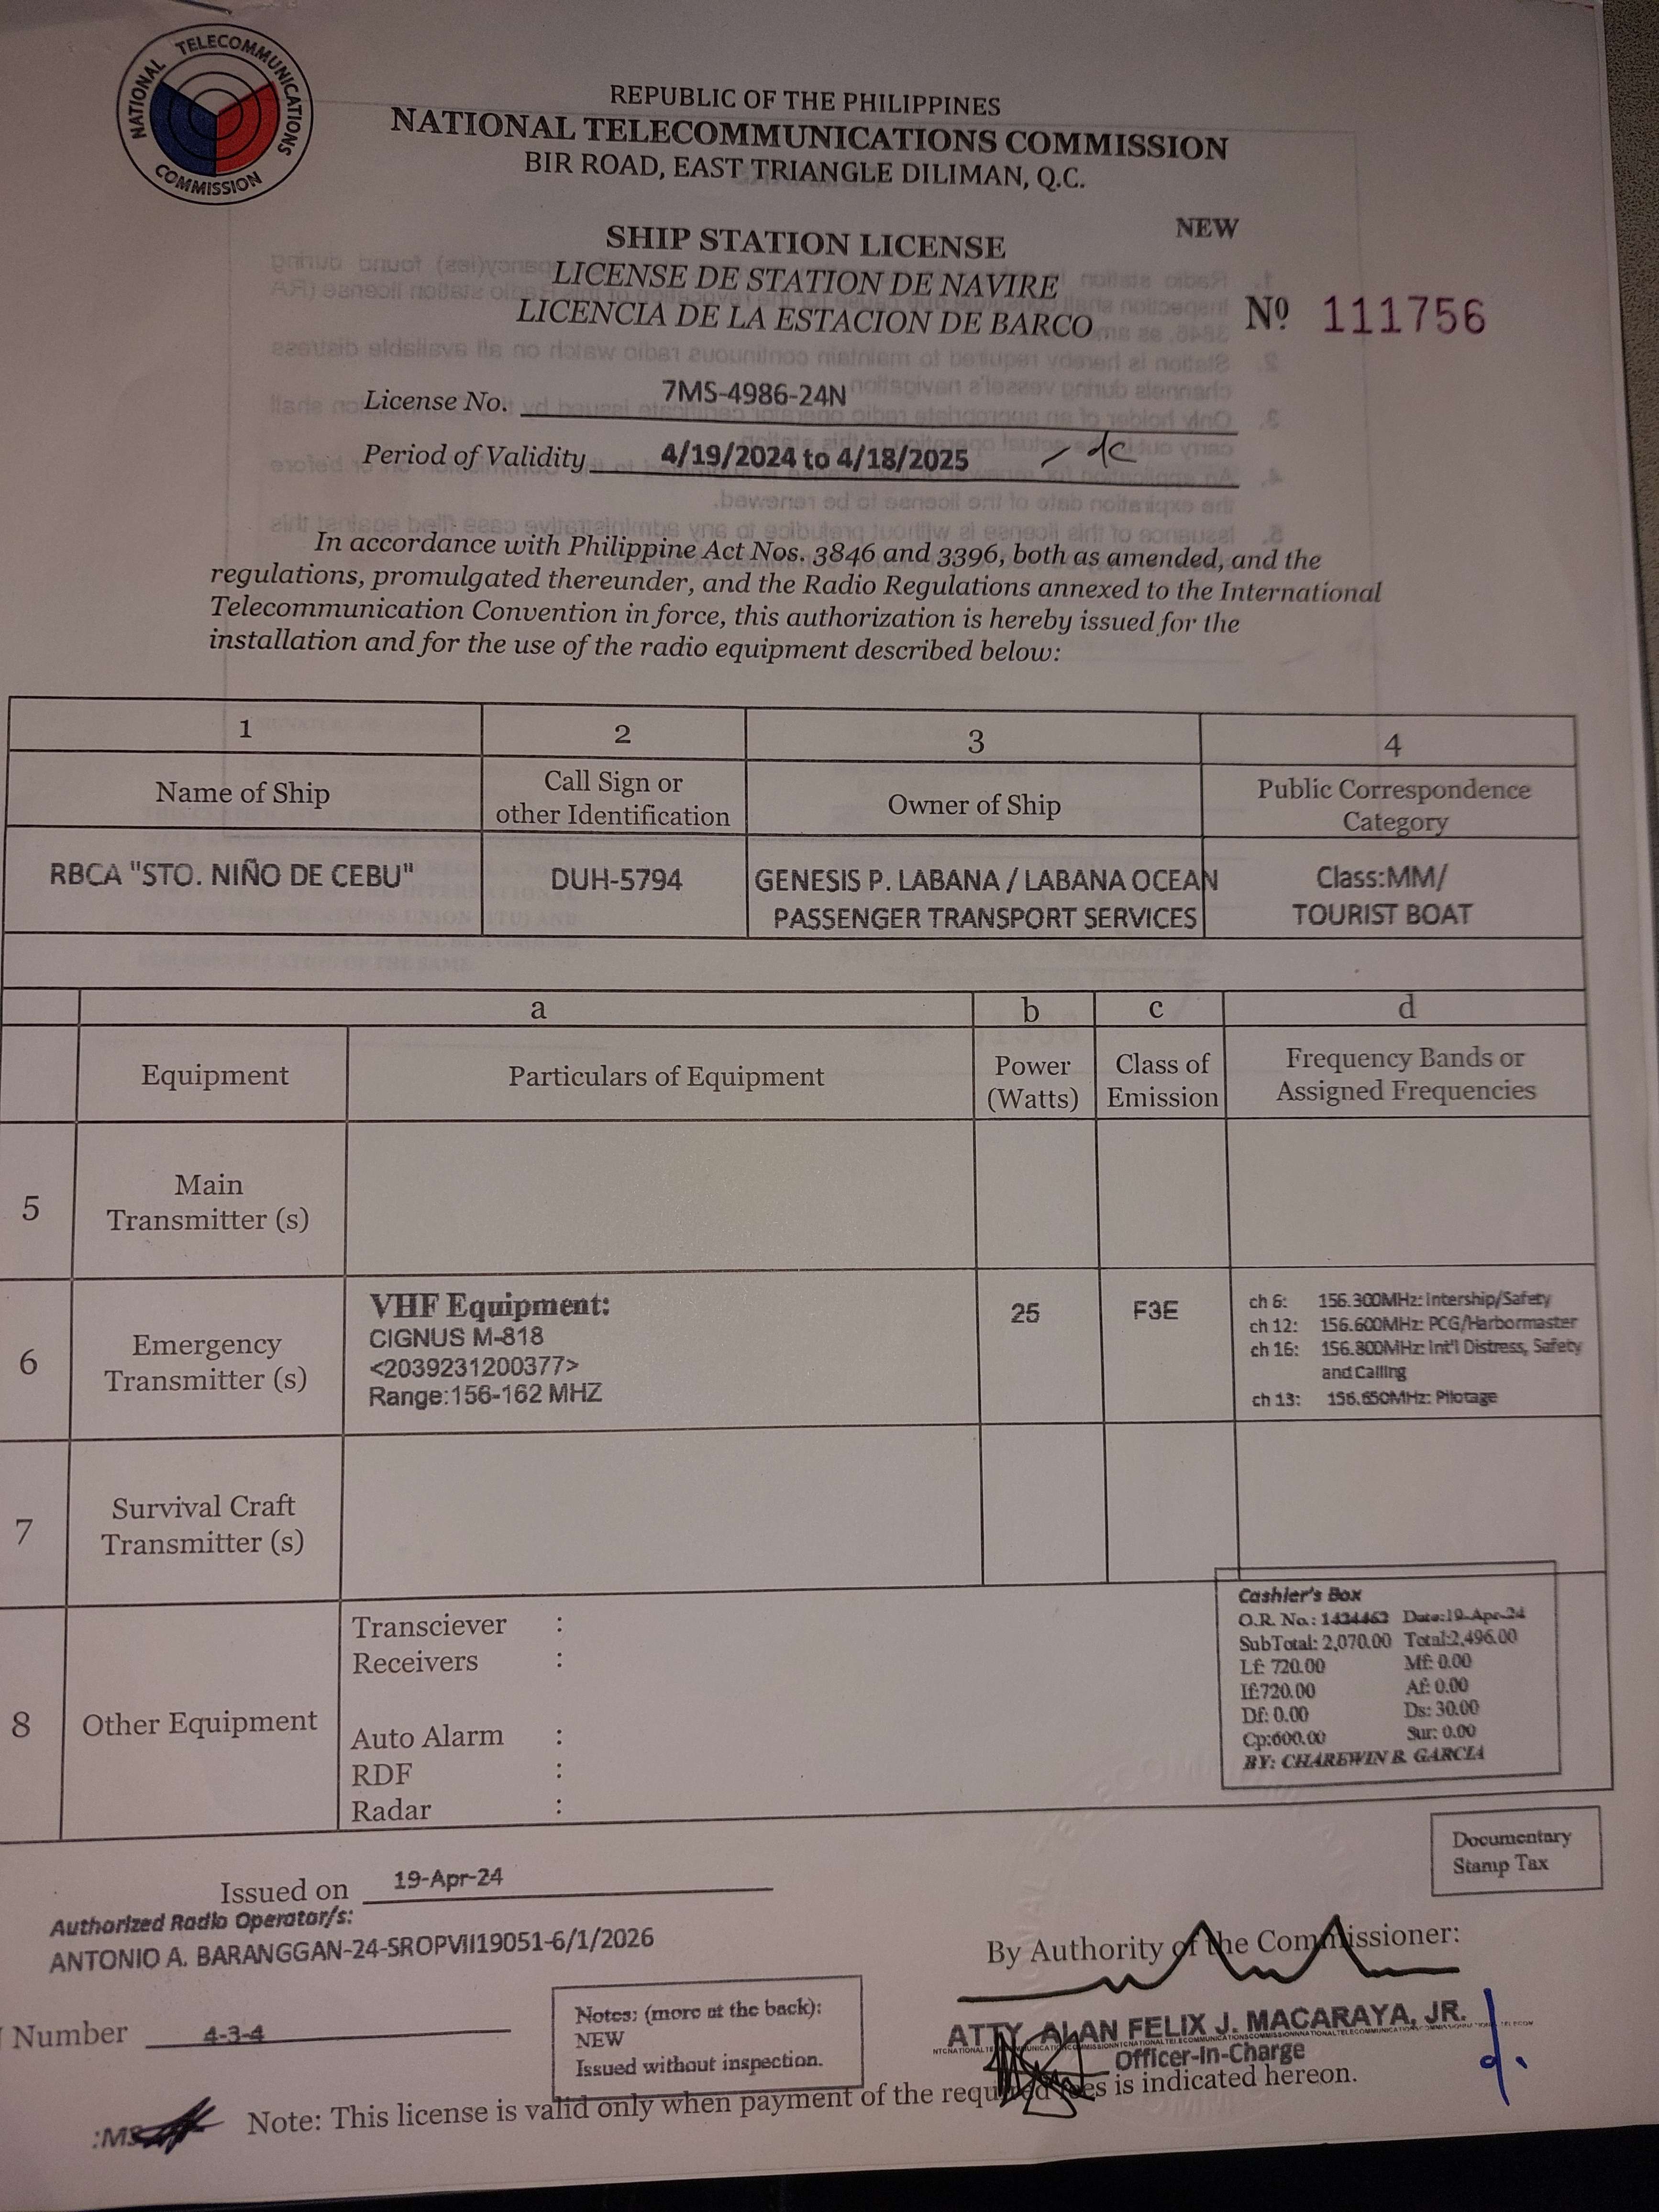 NATIONAL TELECOMMUNICATIONS COMMISSION
REPUBLIC OF THE PHILIPPINES
NATIONAL TELECOMMUNICATIONS COMMISSION
BIR ROAD, EAST TRIANGLE DILIMAN, Q.C.
NEW
SHIP STATION LICENSE
LICENSE DE STATION DE NAVIRE
LICENCIA DE LA ESTACION DE BARCO
Nº 111756
License No. 7MS-4986-24N
Period of Validity 4/19/2024 to 4/18/2025
In accordance with Philippine Act Nos. 3846 and 3396, both as amended, and the
regulations, promulgated thereunder, and the Radio Regulations annexed to the International
Telecommunication Convention in force, this authorization is hereby issued for the
installation and for the use of the radio equipment described below:
1 2 3 4
Name of Ship
Call Sign or
other Identification
Owner of Ship
Public Correspondence
Category
RBCA "STO. NIÑO DE CEBU"
DUH-5794
GENESIS P. LABANA / LABANA OCEAN
PASSENGER TRANSPORT SERVICES
Class:MM/
TOURIST BOAT
a b c d
Equipment
Particulars of Equipment
Power
(Watts)
Class of
Emission
Frequency Bands or
Assigned Frequencies
5
Main
Transmitter (s)
6
Emergency
Transmitter (s)
VHF Equipment:
CIGNUS M-818
<2039231200377>
Range:156-162 MHZ
25
F3E
ch 6: 156.300MHz: Intership/Safety
ch 12: 156.600MHz: PCG/Harbormaster
ch 16: 156.800MHz: Int'l Distress, Safety
and Calling
ch 13: 156.650MHz: Pilotage
7
Survival Craft
Transmitter (s)
8
Other Equipment
Transciever :
Receivers :
Auto Alarm :
RDF :
Radar :
Cashier's Box
O.R. No.: 1434463 Date:19-Apr-24
SubTotal: 2,070.00 Total:2,496.00
Lf: 720.00 Mf: 0.00
If:720.00 Af: 0.00
Df: 0.00 Ds: 30.00
Cp:600.00 Sur: 0.00
BY: CHAREWIN B. GARCIA
Documentary
Stamp Tax
Issued on 19-Apr-24
Authorized Radio Operator/s:
ANTONIO A. BARANGGAN-24-SROPVII19051-6/1/2026
By Authority of the Commissioner:
Number 4-3-4
Notes: (more at the back):
NEW
Issued without inspection.
ATTY. ALAN FELIX J. MACARAYA, JR.
Officer-In-Charge
:MS
Note: This license is valid only when payment of the required fees is indicated hereon.